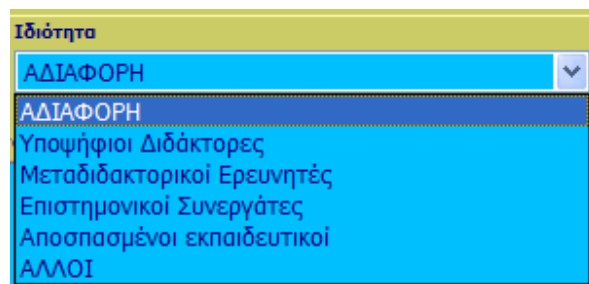 Ιδιότητα
ΑΔΙΑΦΟΡΗ
ΑΔΙΑΦΟΡΗ
Υποψήφιοι Διδάκτορες
Μεταδιδακτορικοί Ερευνητές
Επιστημονικοί Συνεργάτες
Αποσπασμένοι εκπαιδευτικοί
ΑΛΛΟΙ